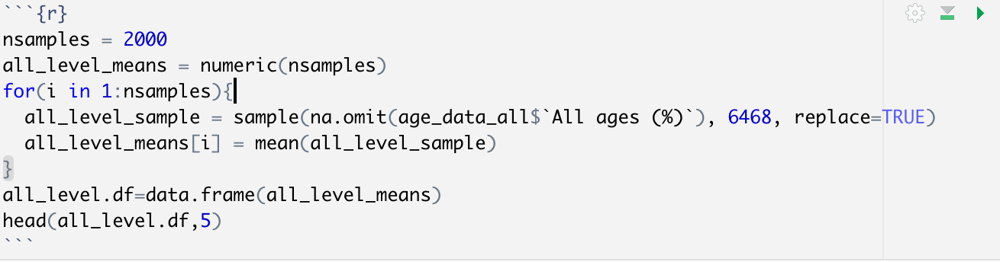 ```{r}
nsamples = 2000
all_level_means = numeric(nsamples)
for(i in 1:nsamples){
  all_level_sample = sample(na.omit(age_data_all$`All ages (%)`), 6468, replace=TRUE)
  all_level_means[i] = mean(all_level_sample)
}
all_level.df=data.frame(all_level_means)
head(all_level.df,5)
```